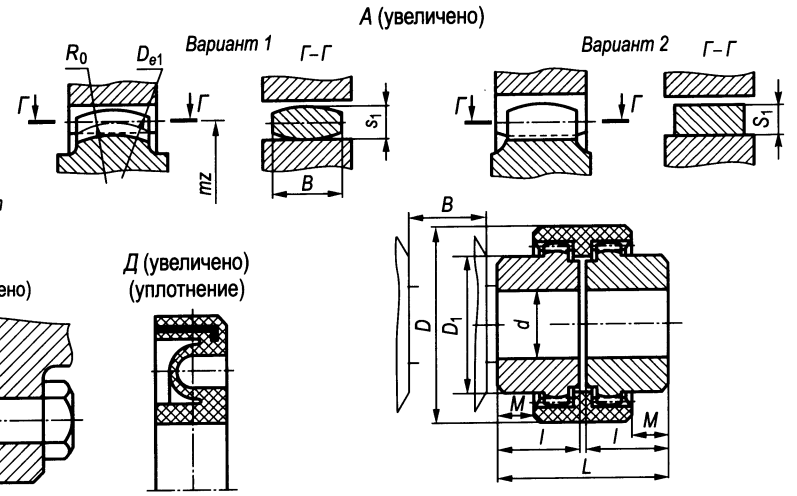 А (увеличено)
Вариант 1
Г–Г
Вариант 2
Г–Г
R₀
Dₑ₁
Г
Г
s₁
B
mz
Г
Г
S₁
B
Д (увеличено)
(уплотнение)
ено)
D
D₁
d
M
M
l
l
L